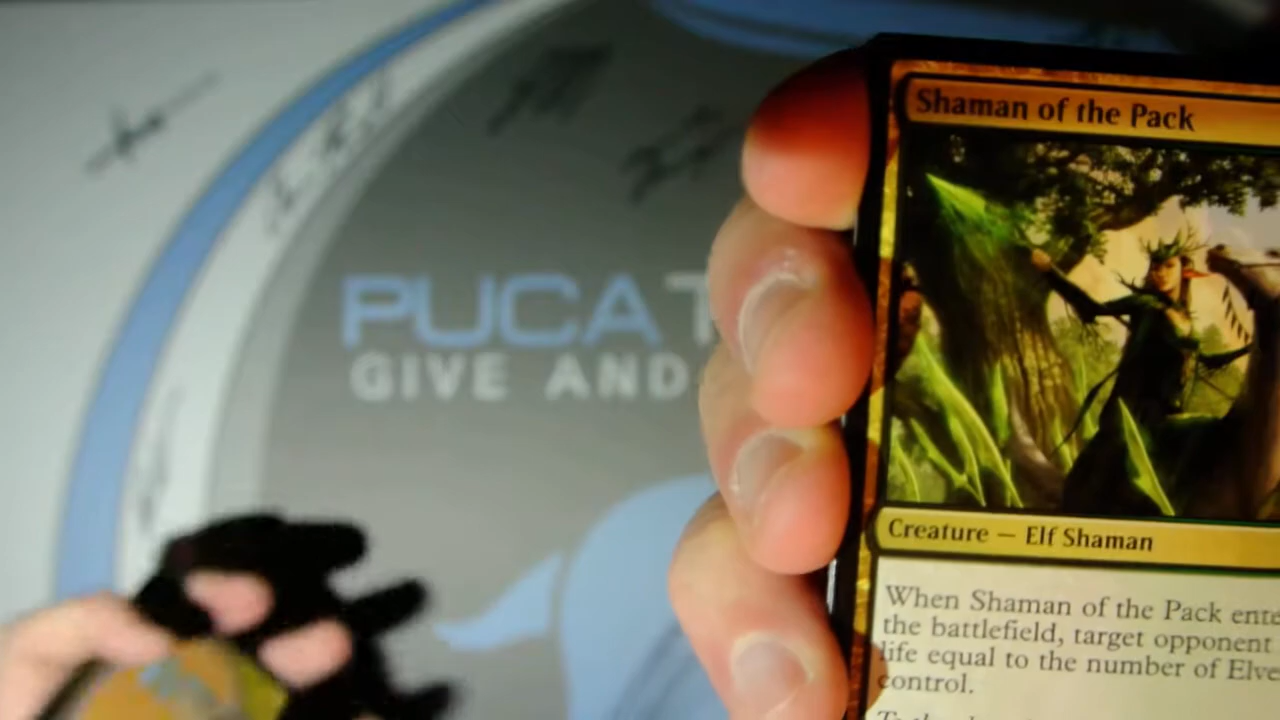 PUCAT
GIVE AND
Shaman of the Pack
Creature — Elf Shaman
When Shaman of the Pack ente
the battlefield, target opponent
life equal to the number of Elve
control.